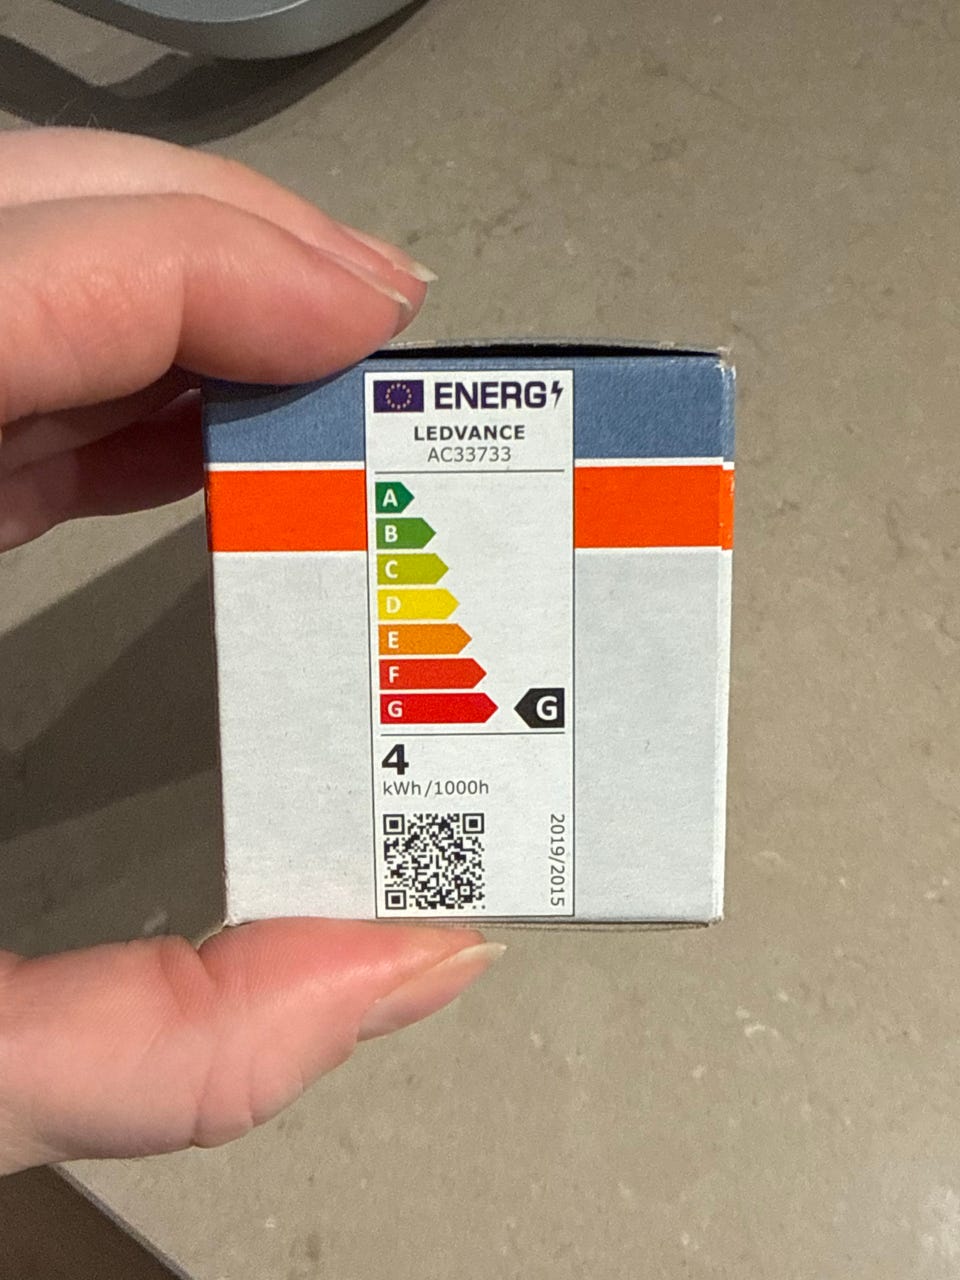 ENERG
LEDVANCE
AC33733
A
B
C
D
E
F
G
G
4
kWh/1000h
2019/2015